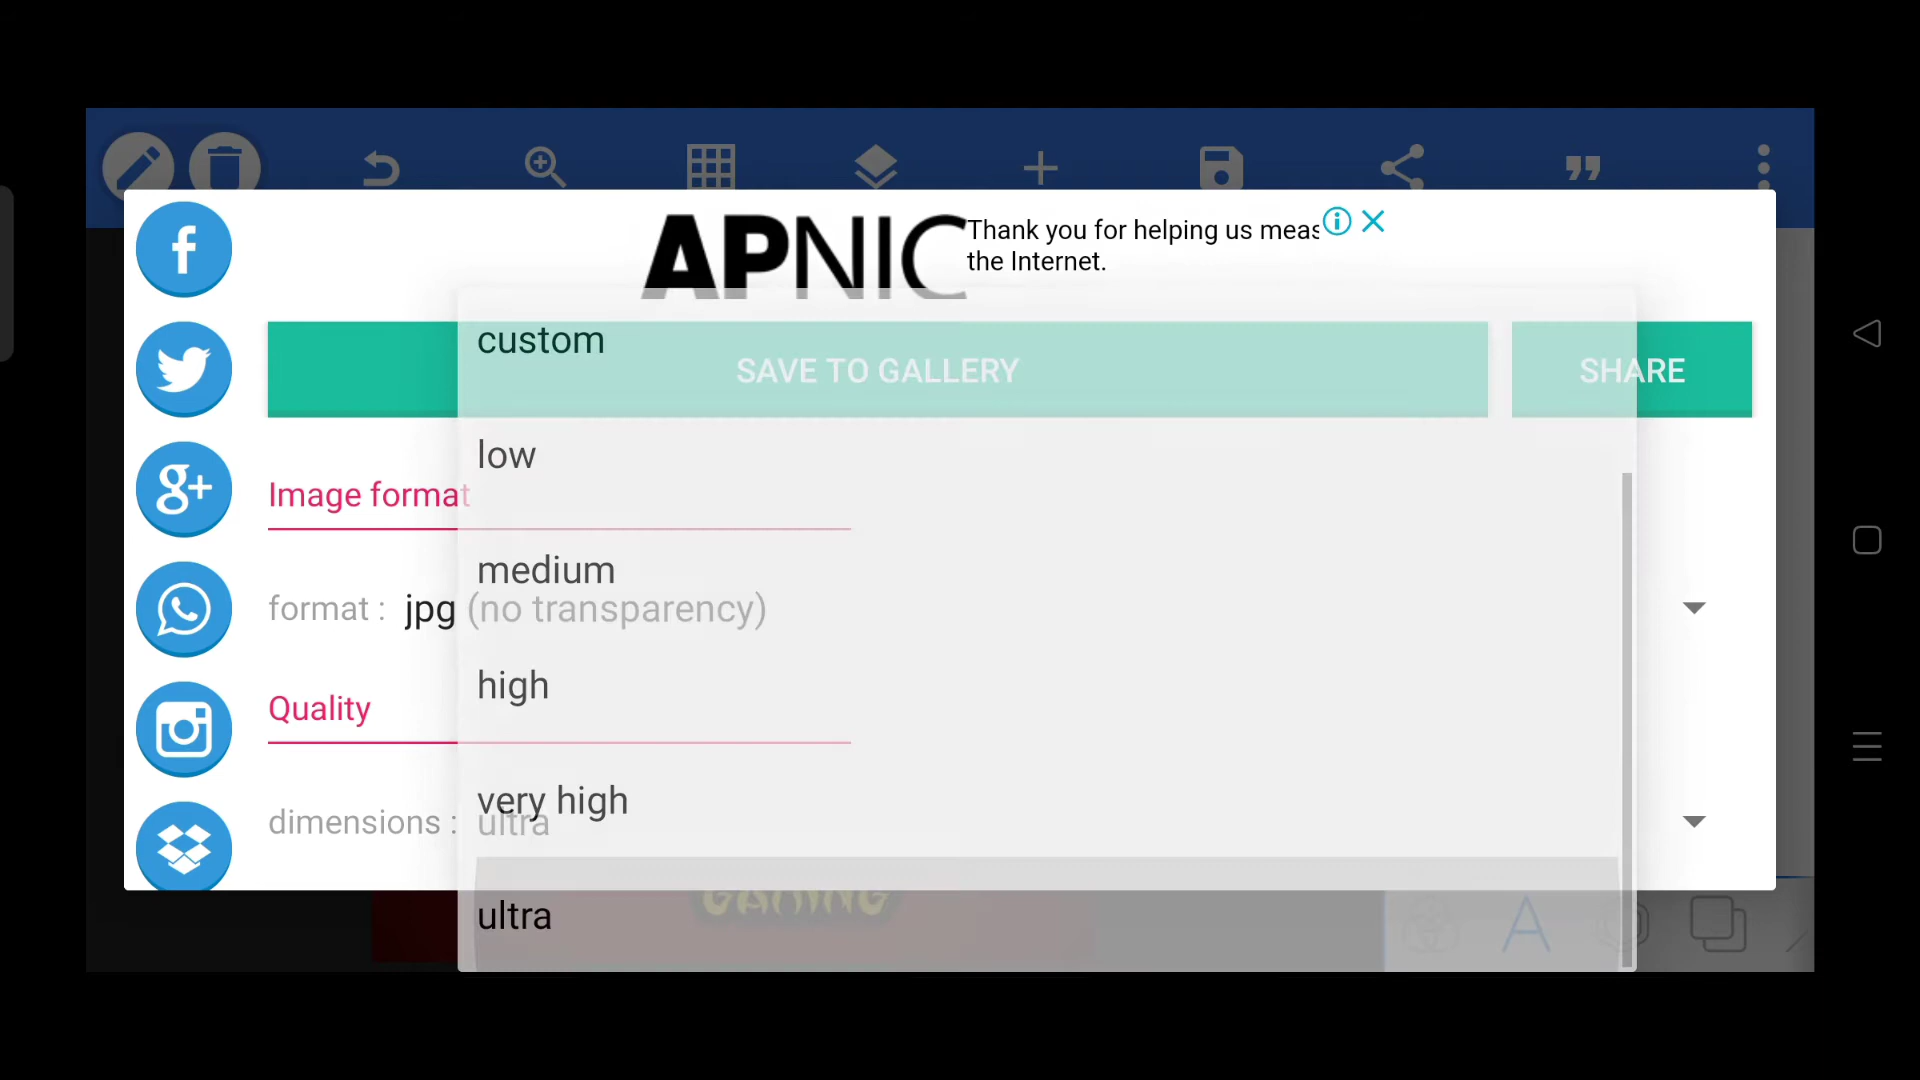 APNIC
Thank you for helping us meas
the Internet.
custom
SAVE TO GALLERY
SHARE
low
Image format
medium
format : jpg (no transparency)
high
Quality
very high
dimensions : ultra
GAMING
ultra